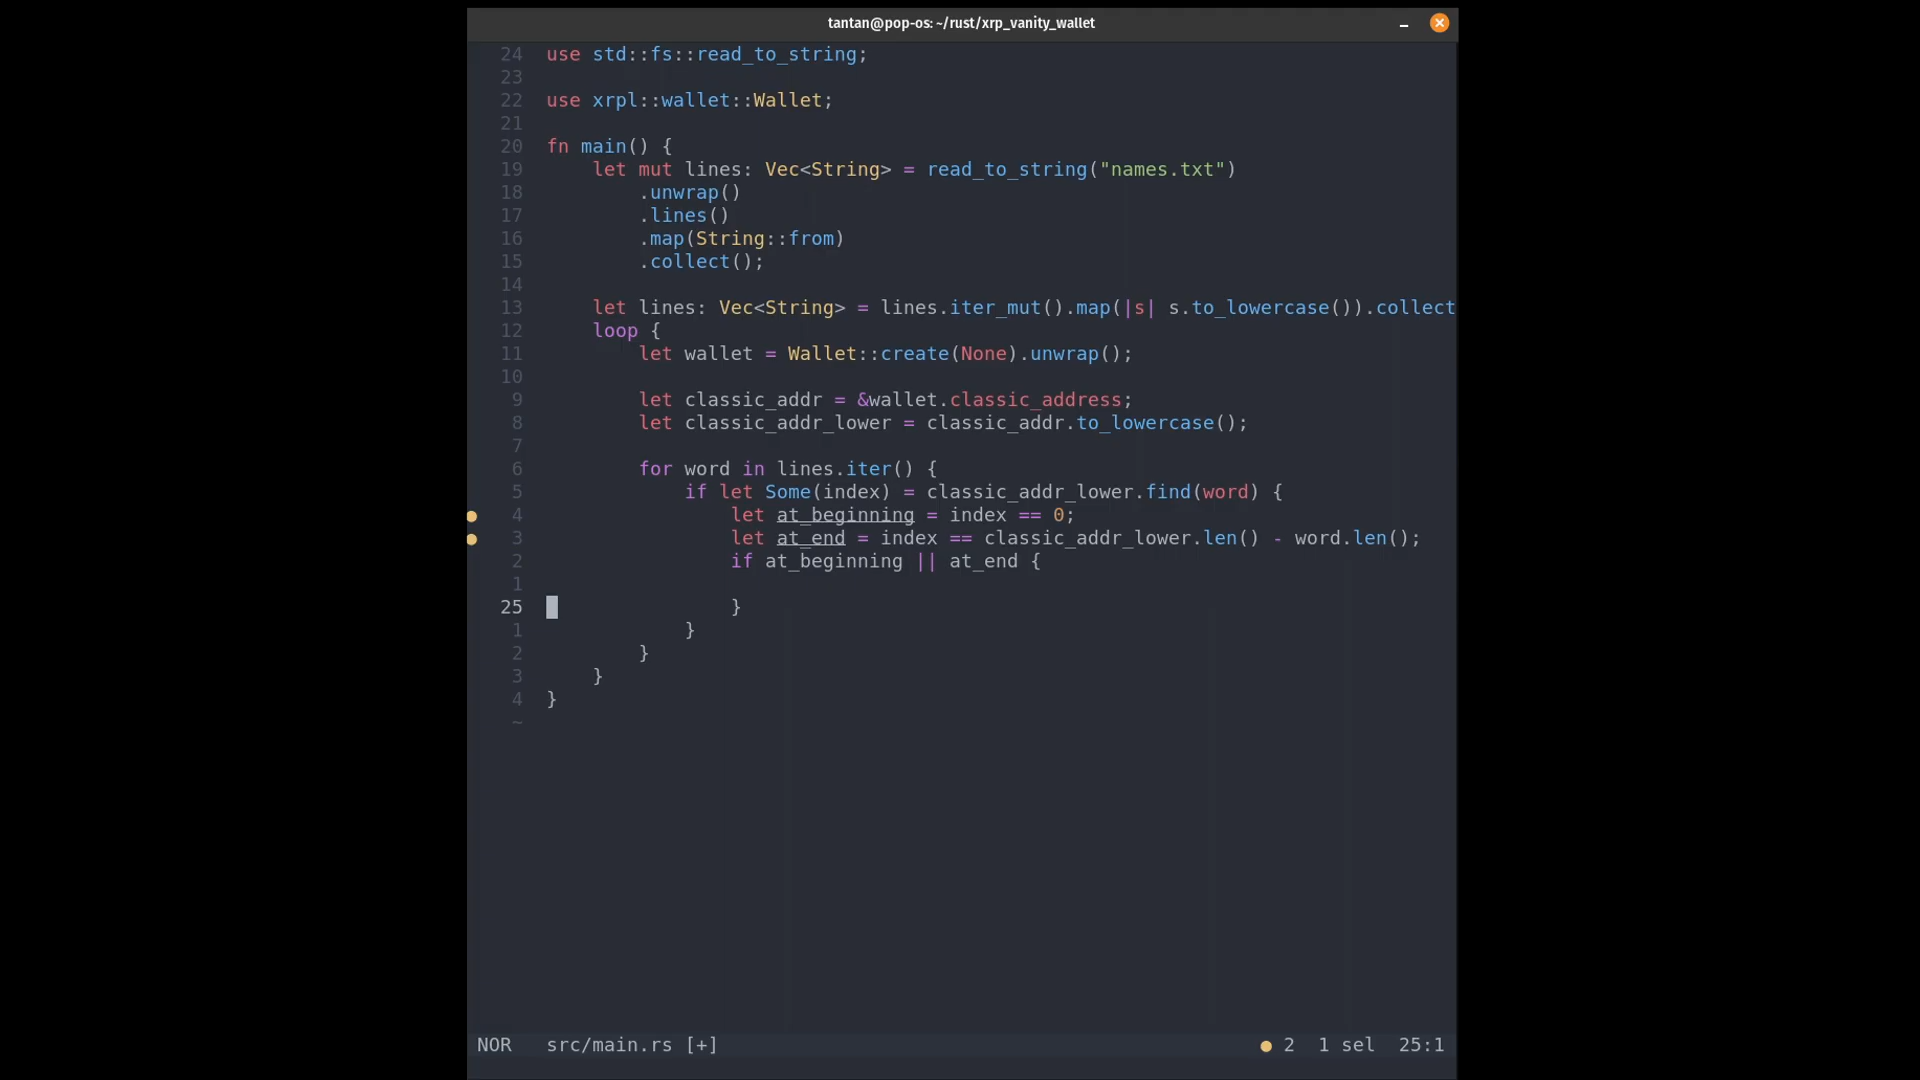 tantan@pop-os: ~/rust/xrp_vanity_wallet
24 use std::fs::read_to_string;
23
22 use xrpl::wallet::Wallet;
21
20 fn main() {
19     let mut lines: Vec<String> = read_to_string("names.txt")
18         .unwrap()
17         .lines()
16         .map(String::from)
15         .collect();
14
13     let lines: Vec<String> = lines.iter_mut().map(|s| s.to_lowercase()).collect
12     loop {
11         let wallet = Wallet::create(None).unwrap();
10
9         let classic_addr = &wallet.classic_address;
8         let classic_addr_lower = classic_addr.to_lowercase();
7
6         for word in lines.iter() {
5             if let Some(index) = classic_addr_lower.find(word) {
4                 let at_beginning = index == 0;
3                 let at_end = index == classic_addr_lower.len() - word.len();
2                 if at_beginning || at_end {
1
25                 }
1             }
2         }
3     }
4 }
~
NOR src/main.rs [+] 2 1 sel 25:1